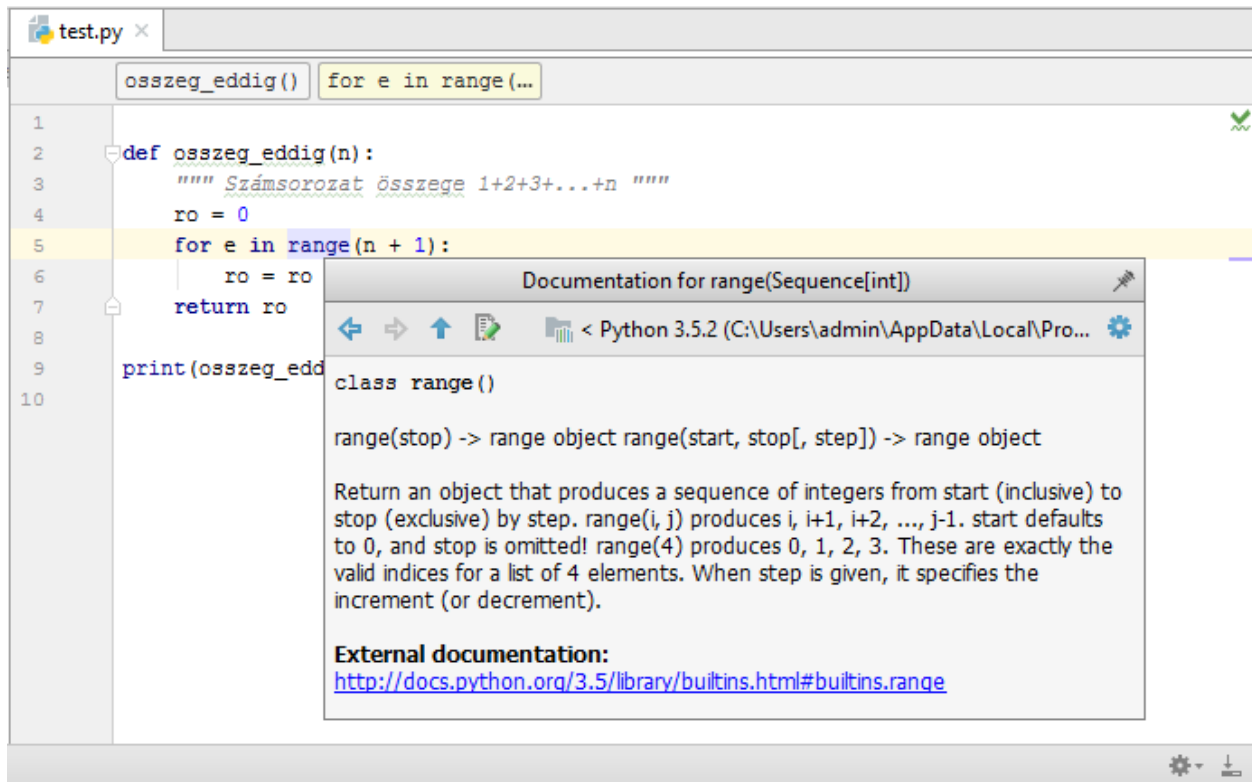 test.py
osszeg_eddig() for e in range(…
1
2 def osszeg_eddig(n):
3 """ Számsorozat összege 1+2+3+...+n """
4 ro = 0
5 for e in range(n + 1):
6 ro = ro
7 return ro
8
9 print(osszeg_edd
10
Documentation for range(Sequence[int])
< Python 3.5.2 (C:\Users\admin\AppData\Local\Pro...
class range()
range(stop) -> range object range(start, stop[, step]) -> range object
Return an object that produces a sequence of integers from start (inclusive) to
stop (exclusive) by step. range(i, j) produces i, i+1, i+2, ..., j-1. start defaults
to 0, and stop is omitted! range(4) produces 0, 1, 2, 3. These are exactly the
valid indices for a list of 4 elements. When step is given, it specifies the
increment (or decrement).
External documentation:
http://docs.python.org/3.5/library/builtins.html#builtins.range